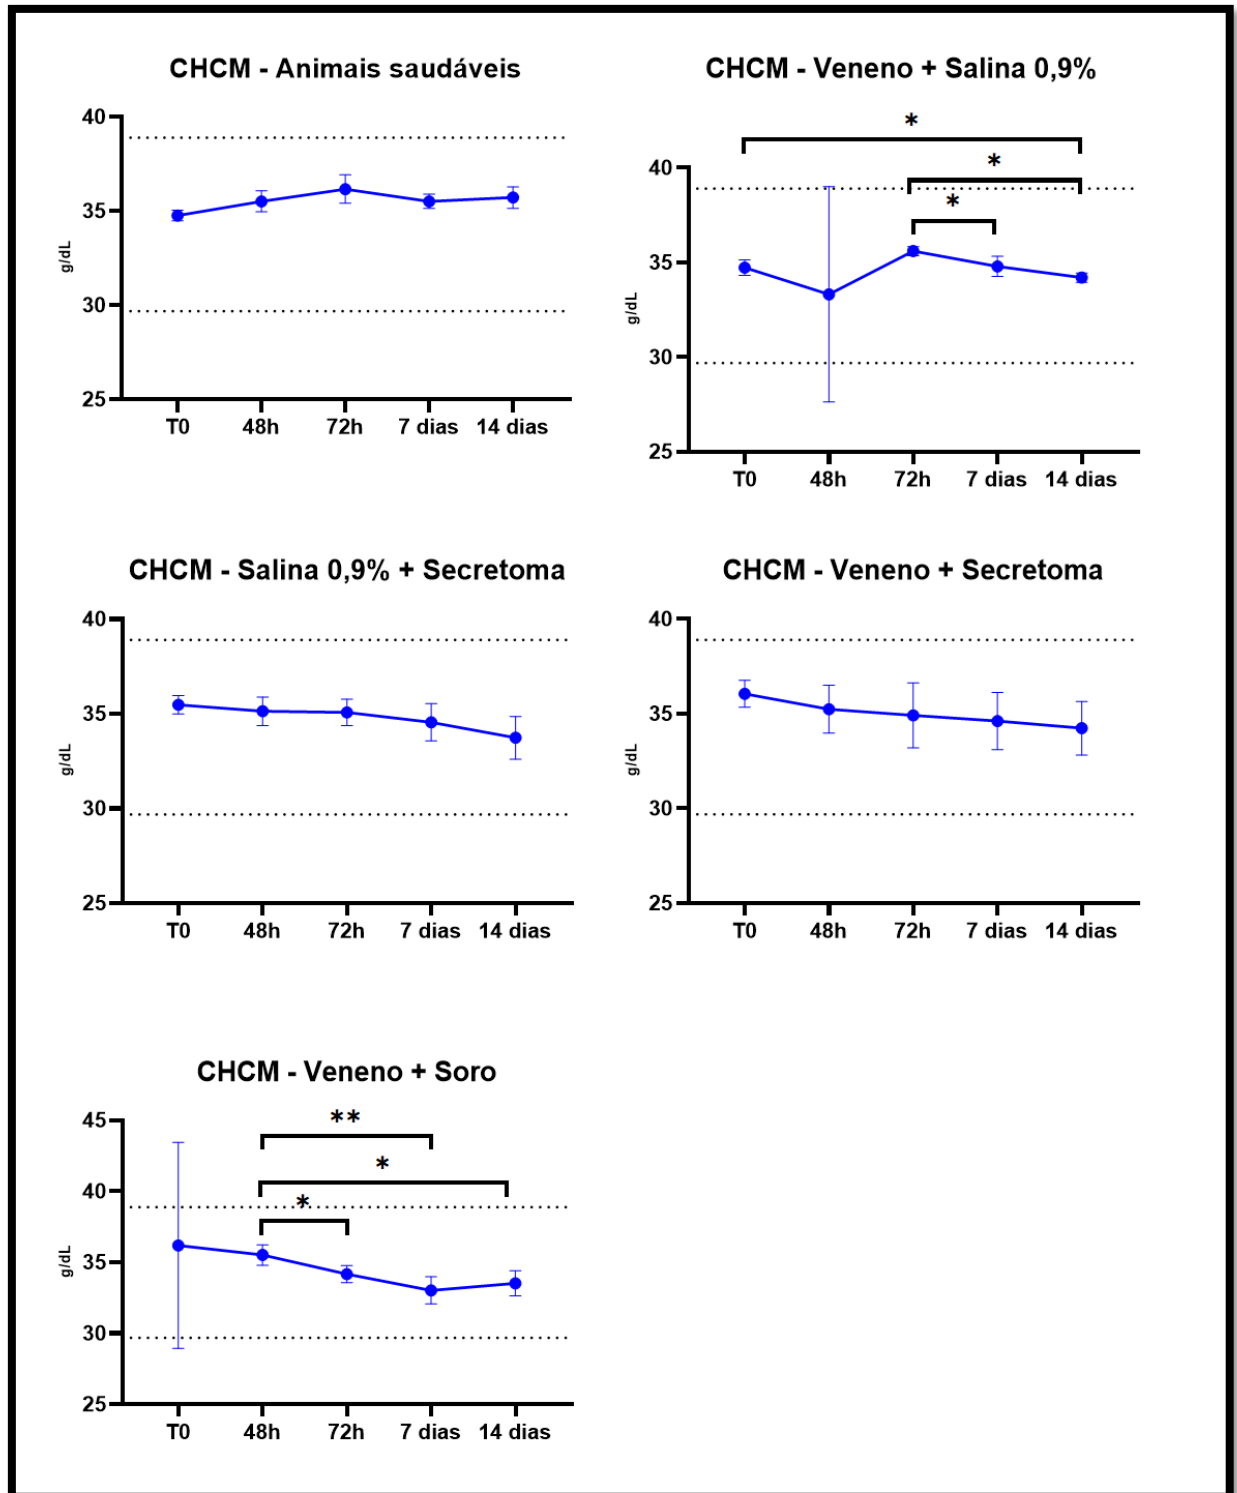 CHCM - Animais saudáveis
40
35
30
25
g/dL
T0 48h 72h 7 dias 14 dias
CHCM - Veneno + Salina 0,9%
*
*
*
40
35
30
25
g/dL
T0 48h 72h 7 dias 14 dias
CHCM - Salina 0,9% + Secretoma
40
35
30
25
g/dL
T0 48h 72h 7 dias 14 dias
CHCM - Veneno + Secretoma
40
35
30
25
g/dL
T0 48h 72h 7 dias 14 dias
CHCM - Veneno + Soro
**
*
*
45
40
35
30
25
g/dL
T0 48h 72h 7 dias 14 dias